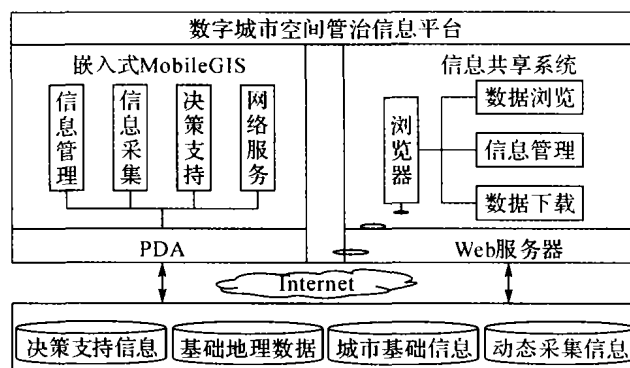 数字城市空间管治信息平台
嵌入式MobileGIS
信息管理
信息采集
决策支持
网络服务
PDA
信息共享系统
浏览器
数据浏览
信息管理
数据下载
Web服务器
Internet
决策支持信息
基础地理数据
城市基础信息
动态采集信息